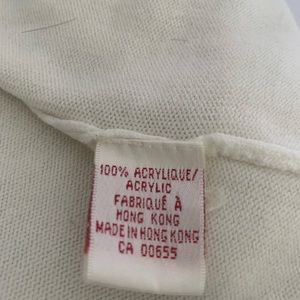 100% ACRYLIQUE/
ACRYLIC
FABRIQUÉ À
HONG KONG
MADE IN HONG KONG
CA 00655